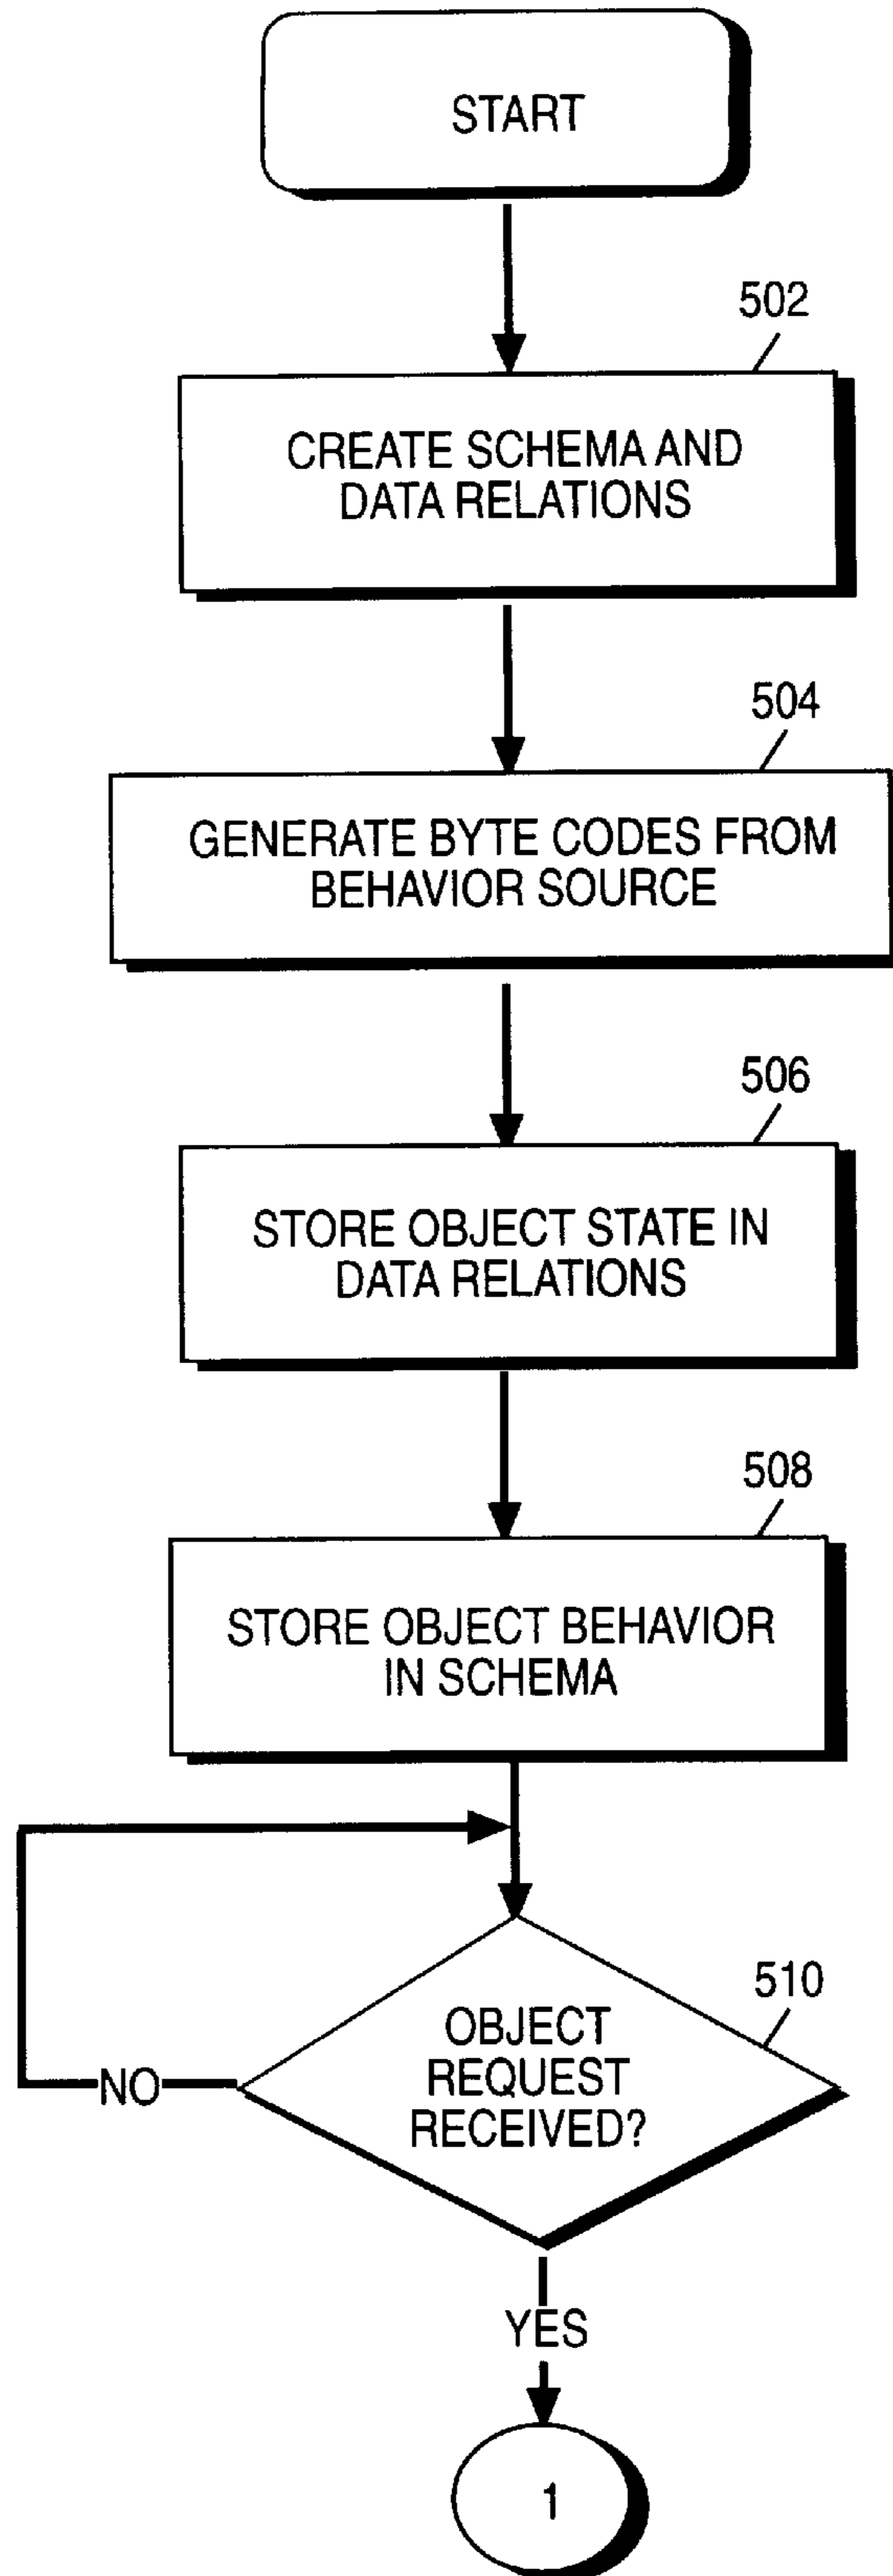 START
502
CREATE SCHEMA AND
DATA RELATIONS
504
GENERATE BYTE CODES FROM
BEHAVIOR SOURCE
506
STORE OBJECT STATE IN
DATA RELATIONS
508
STORE OBJECT BEHAVIOR
IN SCHEMA
510
OBJECT
REQUEST
RECEIVED?
NO
YES
1